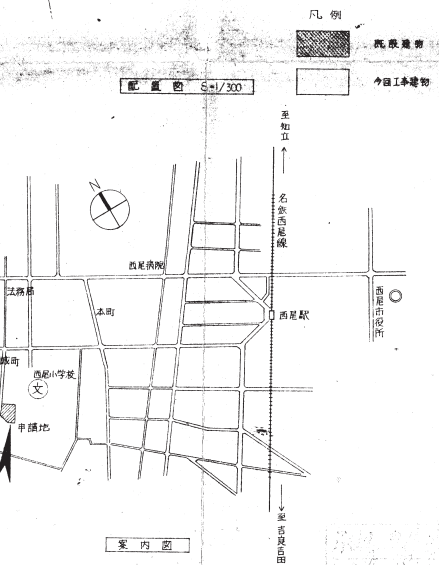 凡例
既設建物
今回工事建物
配置図 S=1/300
至知立
N
名鉄西尾線
西尾病院
法務局
本町
西尾駅
西尾市役所
城町
西尾小学校
文
申請地
案内図
至吉良吉田